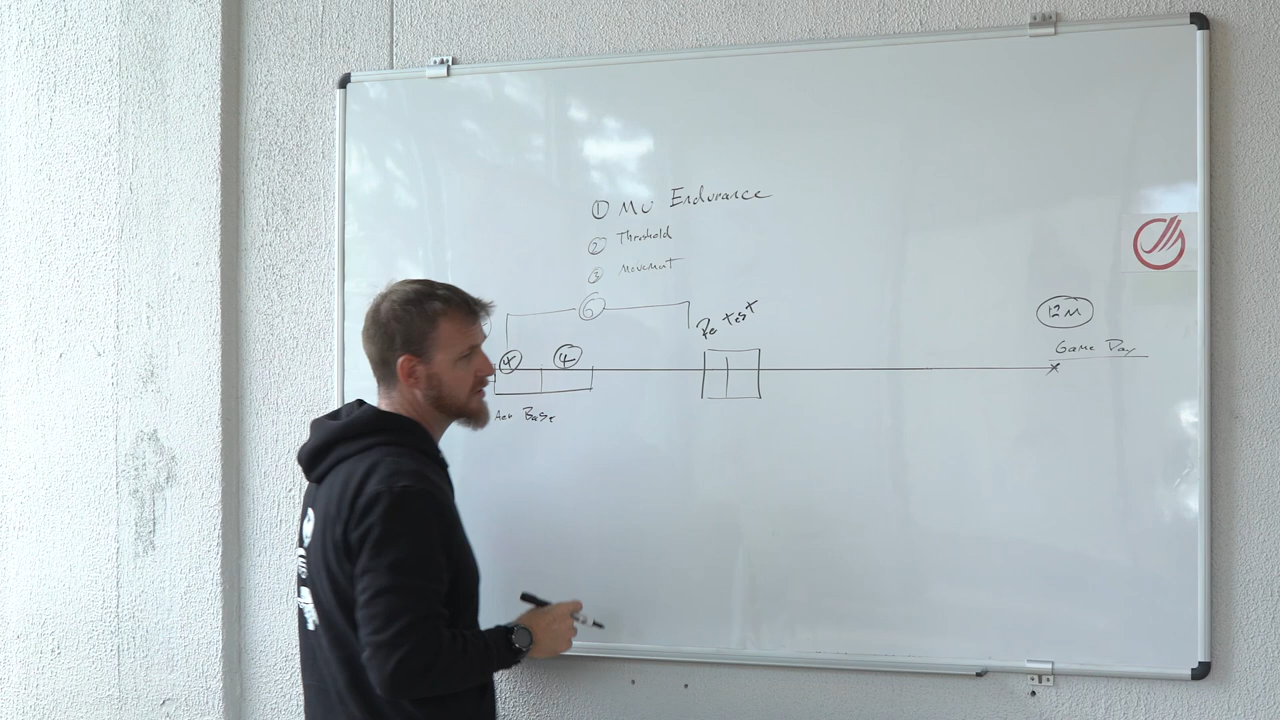 ① MU Endurance
② Threshold
③ Movement
⑥
Re test
12M
Game Day
④ ④
Aer Base